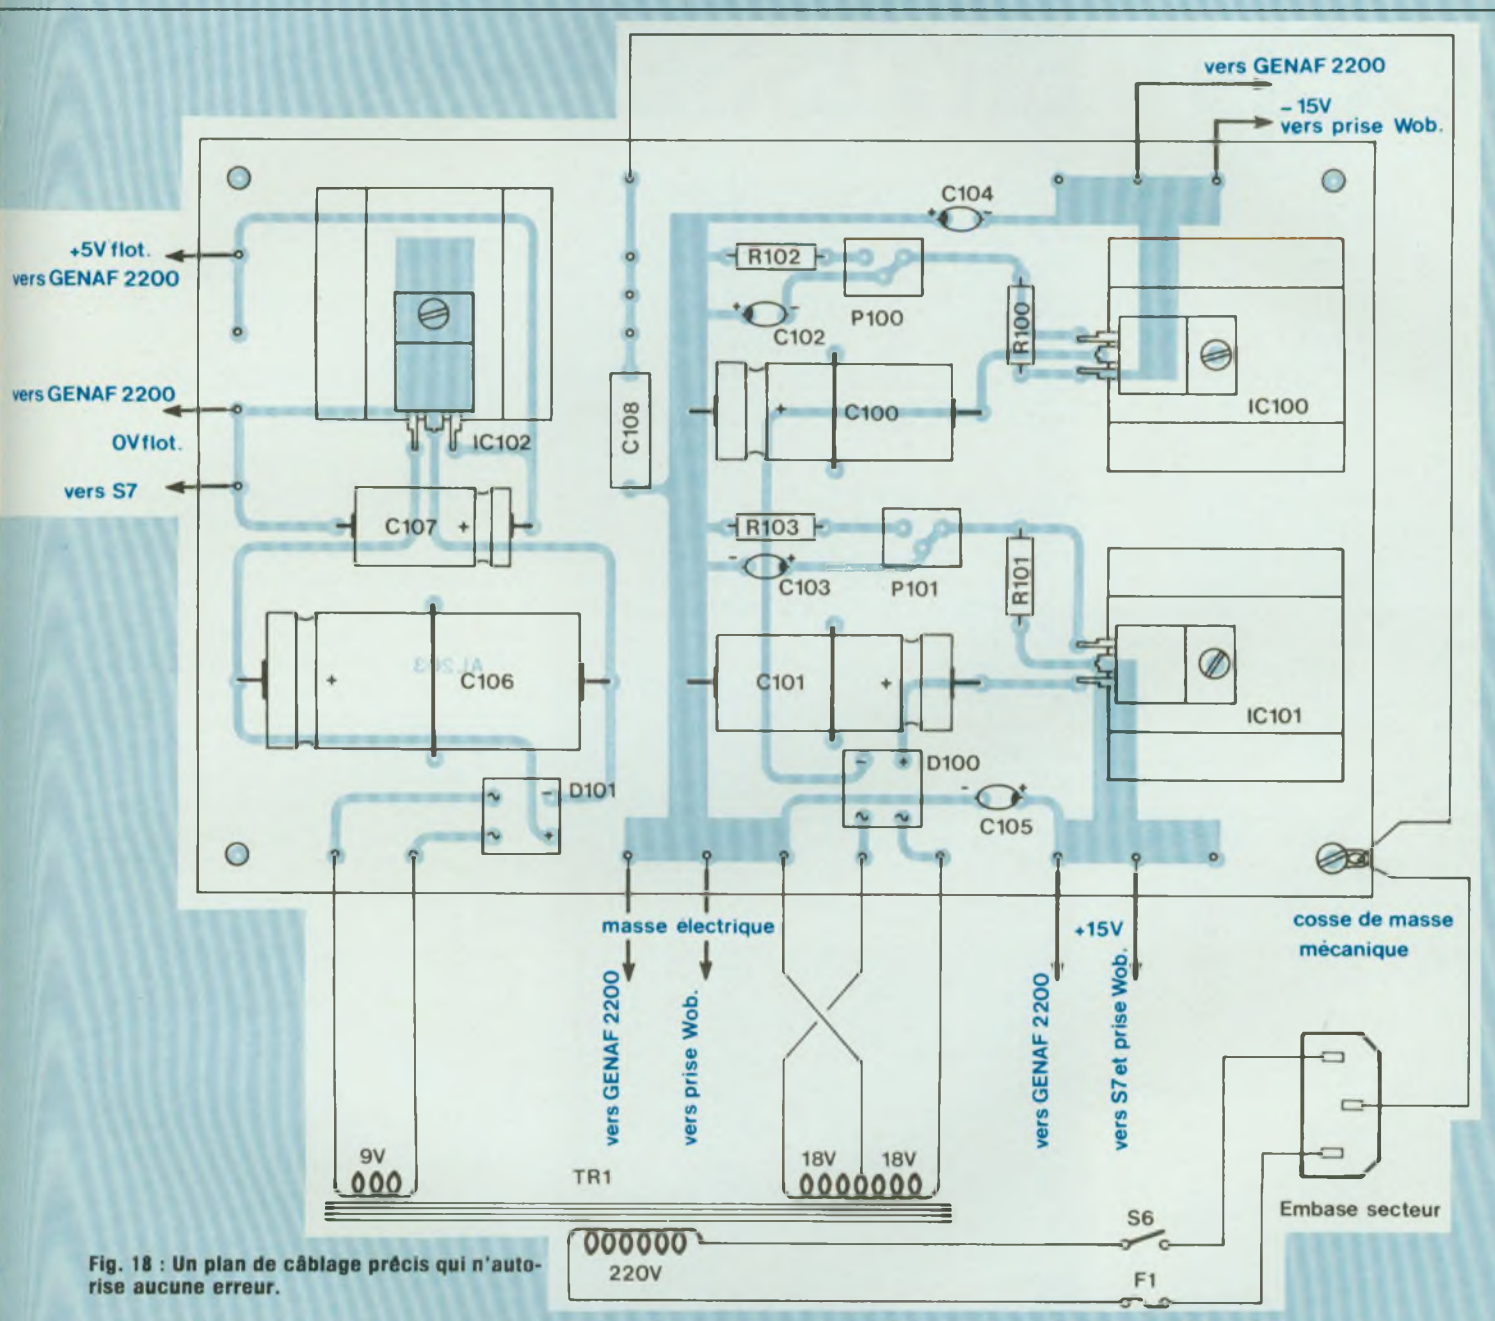 vers GENAF 2200
– 15V
vers prise Wob.
C104
+
-
+5V flot.
vers GENAF 2200
R102
P100
+
-
C102
R100
IC100
vers GENAF 2200
0V flot.
IC102
C108
+
C100
vers S7
C107
+
R103
-
+
C103
P101
R101
AL203
+
C106
C101
+
IC101
D101
~
-
~
+
-
+
D100
~
~
-
+
C105
masse électrique
+15V
cosse de masse
mécanique
vers GENAF 2200
vers prise Wob.
vers GENAF 2200
vers S7 et prise Wob.
9V
TR1
18V
18V
Embase secteur
S6
220V
F1
Fig. 18 : Un plan de câblage précis qui n'auto-
rise aucune erreur.